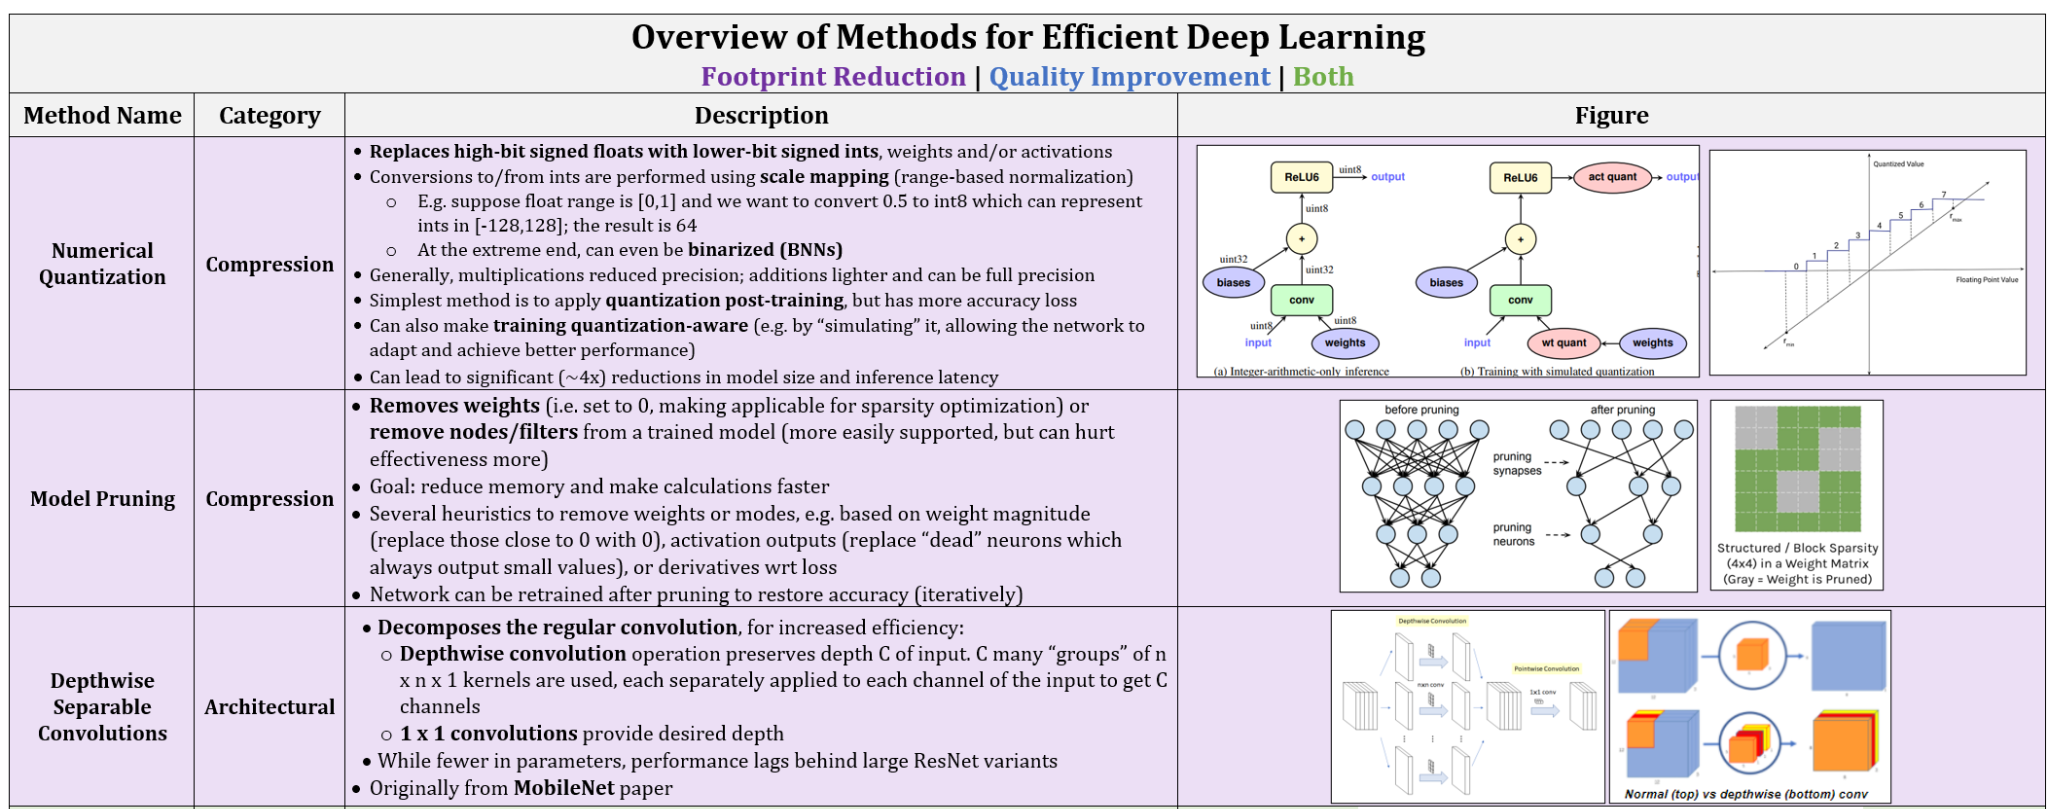 Overview of Methods for Efficient Deep Learning
Footprint Reduction | Quality Improvement | Both
Method Name
Category
Description
Figure
Numerical
Quantization
Compression
• Replaces high-bit signed floats with lower-bit signed ints, weights and/or activations
• Conversions to/from ints are performed using scale mapping (range-based normalization)
o E.g. suppose float range is [0,1] and we want to convert 0.5 to int8 which can represent
ints in [-128,128]; the result is 64
o At the extreme end, can even be binarized (BNNs)
• Generally, multiplications reduced precision; additions lighter and can be full precision
• Simplest method is to apply quantization post-training, but has more accuracy loss
• Can also make training quantization-aware (e.g. by “simulating” it, allowing the network to
adapt and achieve better performance)
• Can lead to significant (~4x) reductions in model size and inference latency
ReLU6
uint8
output
uint8
+
uint32
uint32
biases
conv
uint8
uint8
input
weights
(a) Integer-arithmetic-only inference
ReLU6
act quant
output
+
biases
conv
input
wt quant
weights
(b) Training with simulated quantization
Quantized Value
7
6
5
4
3
2
1
0
r max
Floating Point Value
r min
Model Pruning
Compression
• Removes weights (i.e. set to 0, making applicable for sparsity optimization) or
remove nodes/filters from a trained model (more easily supported, but can hurt
effectiveness more)
• Goal: reduce memory and make calculations faster
• Several heuristics to remove weights or modes, e.g. based on weight magnitude
(replace those close to 0 with 0), activation outputs (replace “dead” neurons which
always output small values), or derivatives wrt loss
• Network can be retrained after pruning to restore accuracy (iteratively)
before pruning
after pruning
pruning
synapses
pruning
neurons
Structured / Block Sparsity
(4x4) in a Weight Matrix
(Gray = Weight is Pruned)
Depthwise
Separable
Convolutions
Architectural
• Decomposes the regular convolution, for increased efficiency:
o Depthwise convolution operation preserves depth C of input. C many “groups” of n
x n x 1 kernels are used, each separately applied to each channel of the input to get C
channels
o 1 x 1 convolutions provide desired depth
• While fewer in parameters, performance lags behind large ResNet variants
• Originally from MobileNet paper
Depthwise Convolution
Pointwise Convolution
nxn conv
1x1 conv
Normal (top) vs depthwise (bottom) conv